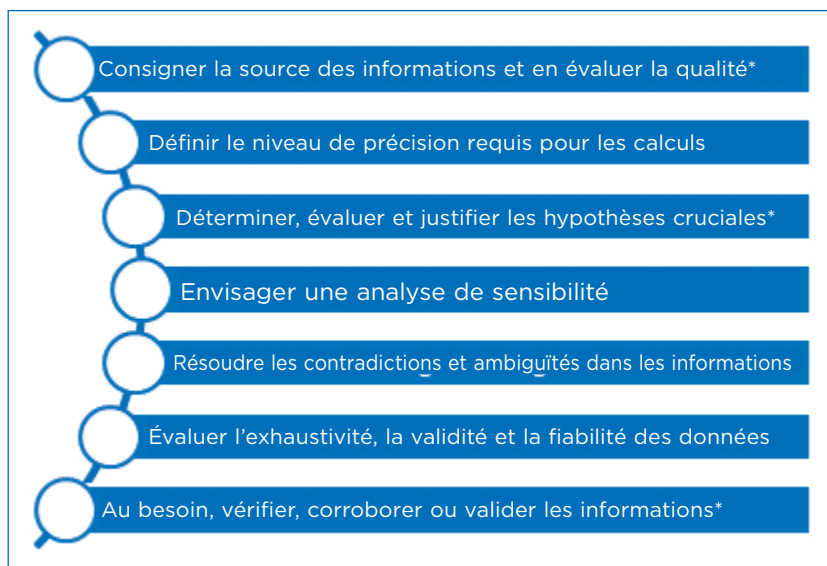 Consigner la source des informations et en évaluer la qualité*
Définir le niveau de précision requis pour les calculs
Déterminer, évaluer et justifier les hypothèses cruciales*
Envisager une analyse de sensibilité
Résoudre les contradictions et ambiguïtés dans les informations
Évaluer l’exhaustivité, la validité et la fiabilité des données
Au besoin, vérifier, corroborer ou valider les informations*